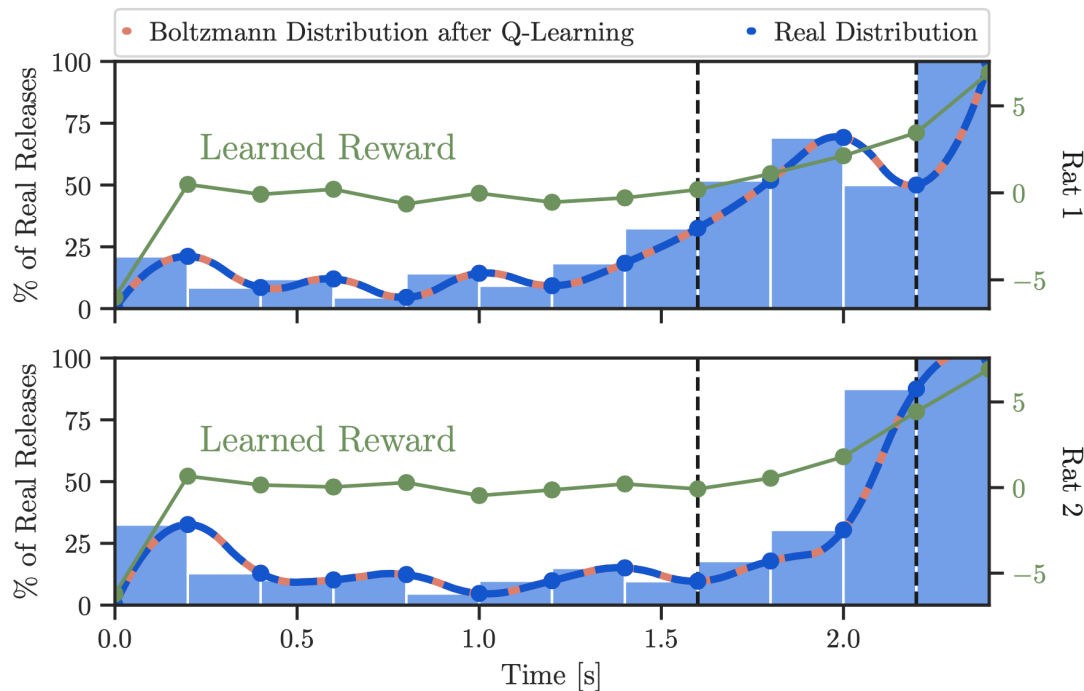 Boltzmann Distribution after Q-Learning Real Distribution
% of Real Releases
100
75
50
25
0
Learned Reward
5
0
−5
Rat 1
% of Real Releases
100
75
50
25
0
Learned Reward
5
0
−5
Rat 2
0.0 0.5 1.0 1.5 2.0
Time [s]